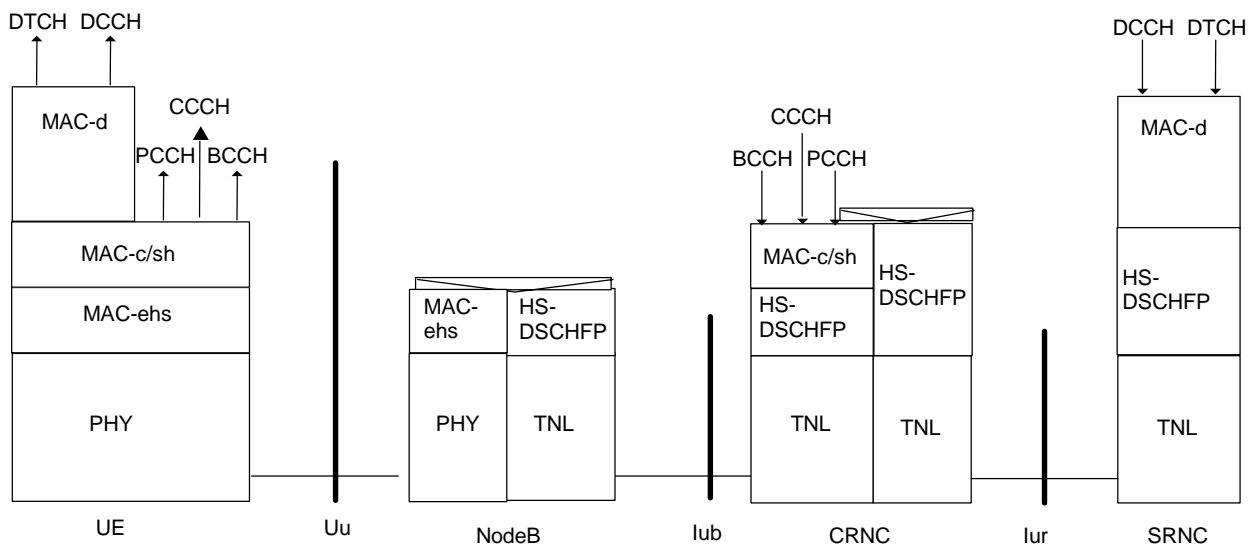 DTCH DCCH
MAC-d
CCCH
PCCH BCCH
MAC-c/sh
MAC-ehs
PHY
UE
Uu
MAC-
ehs
HS-
DSCHFP
PHY
TNL
NodeB
Iub
CCCH
BCCH PCCH
MAC-c/sh
HS-
DSCHFP
HS-
DSCHFP
TNL
TNL
CRNC
Iur
DCCH DTCH
MAC-d
HS-
DSCHFP
TNL
SRNC